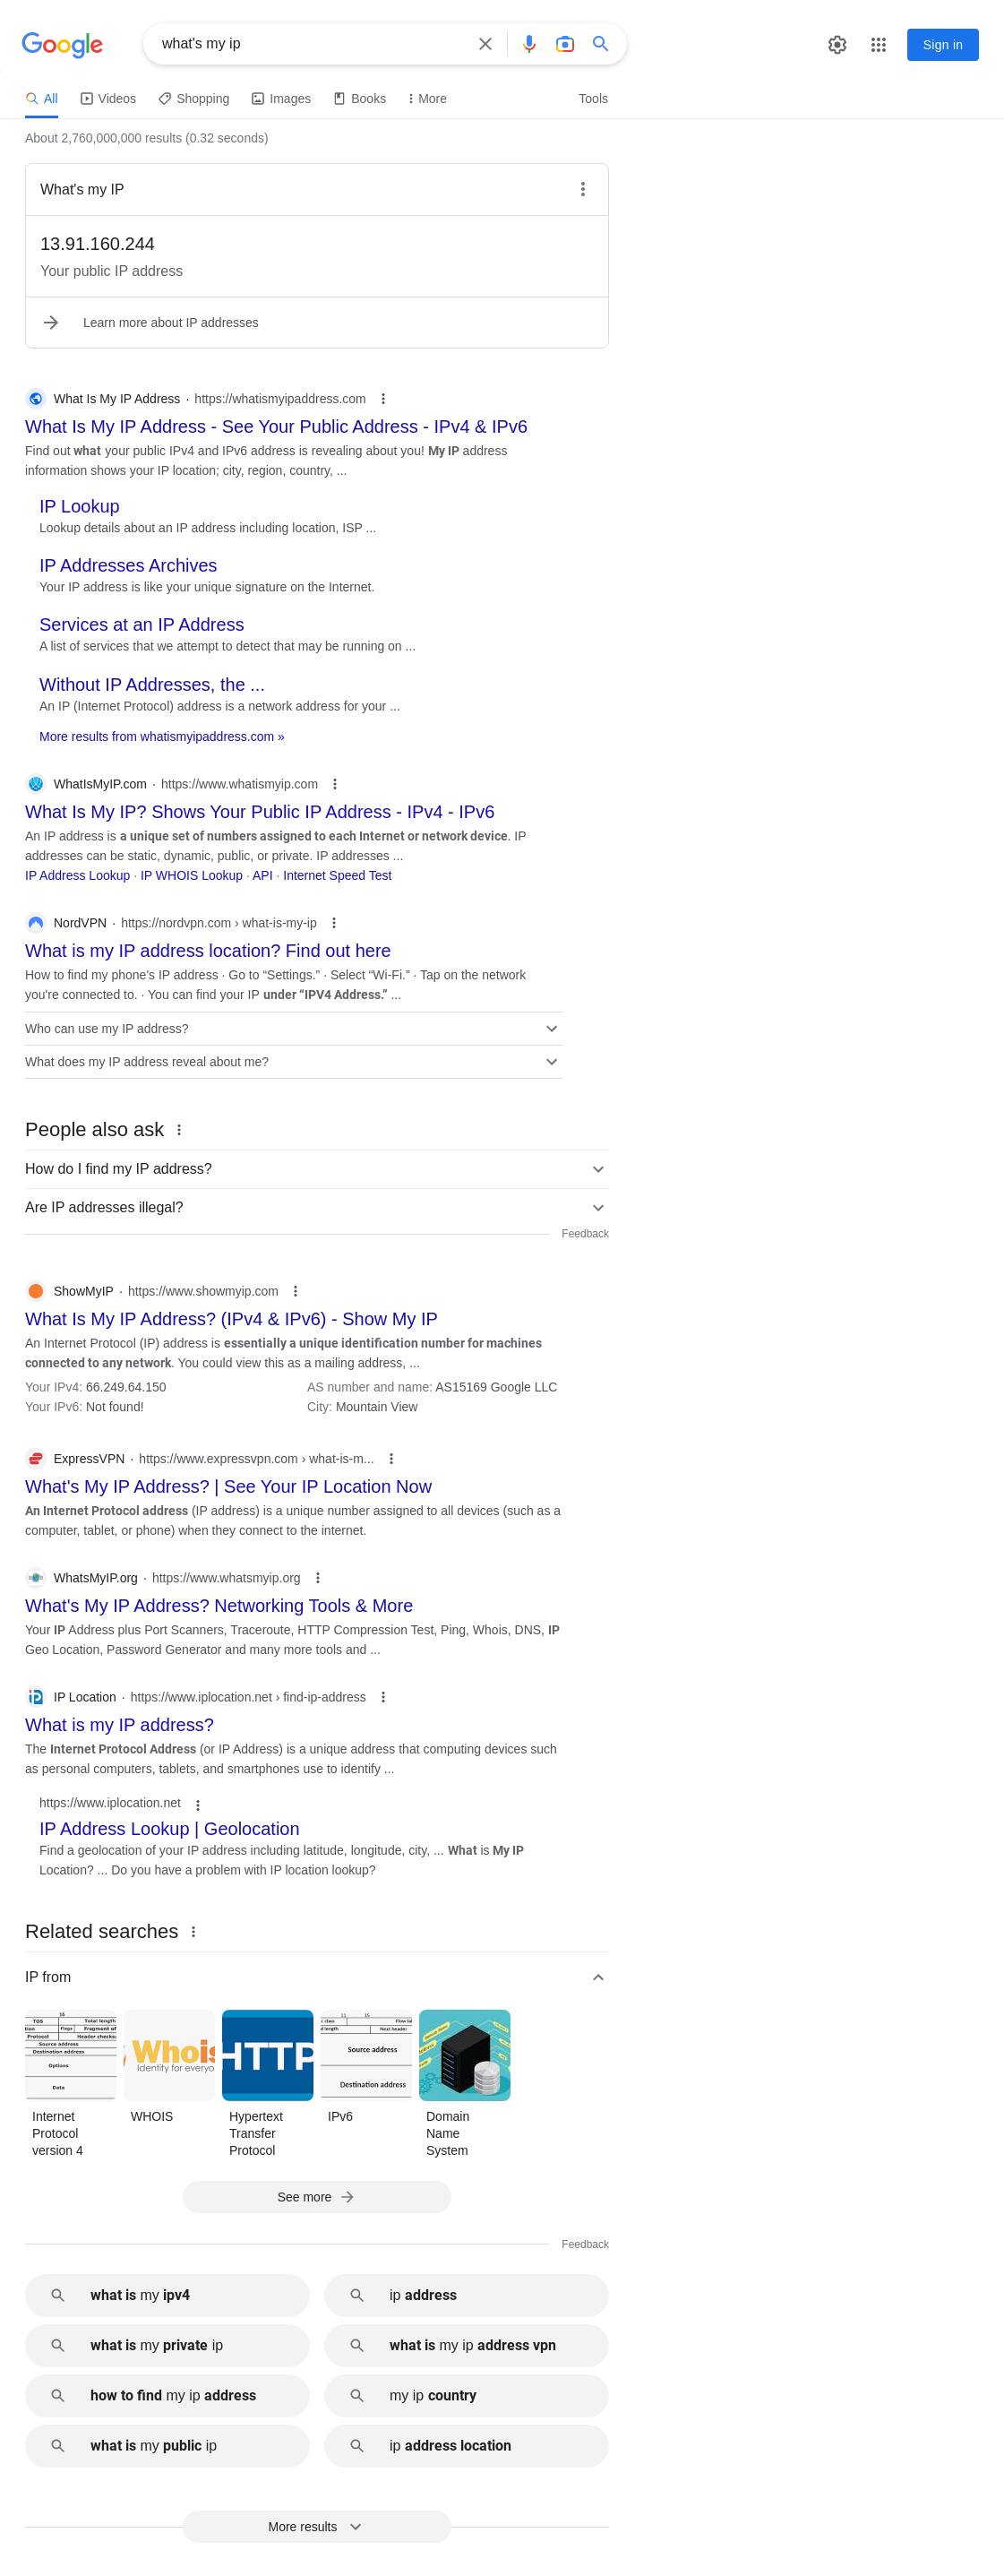 Google
what's my ip
Sign in
All
Videos
Shopping
Images
Books
More
Tools
About 2,760,000,000 results (0.32 seconds)
What's my IP
13.91.160.244
Your public IP address
Learn more about IP addresses
What Is My IP Address · https://whatismyipaddress.com
What Is My IP Address - See Your Public Address - IPv4 & IPv6
Find out what your public IPv4 and IPv6 address is revealing about you! My IP address
information shows your IP location; city, region, country, ...
IP Lookup
Lookup details about an IP address including location, ISP ...
IP Addresses Archives
Your IP address is like your unique signature on the Internet.
Services at an IP Address
A list of services that we attempt to detect that may be running on ...
Without IP Addresses, the ...
An IP (Internet Protocol) address is a network address for your ...
More results from whatismyipaddress.com »
WhatIsMyIP.com · https://www.whatismyip.com
What Is My IP? Shows Your Public IP Address - IPv4 - IPv6
An IP address is a unique set of numbers assigned to each Internet or network device. IP
addresses can be static, dynamic, public, or private. IP addresses ...
IP Address Lookup · IP WHOIS Lookup · API · Internet Speed Test
NordVPN · https://nordvpn.com › what-is-my-ip
What is my IP address location? Find out here
How to find my phone's IP address · Go to “Settings.” · Select “Wi-Fi.” · Tap on the network
you're connected to. · You can find your IP under “IPV4 Address.” ...
Who can use my IP address?
What does my IP address reveal about me?
People also ask
How do I find my IP address?
Are IP addresses illegal?
Feedback
ShowMyIP · https://www.showmyip.com
What Is My IP Address? (IPv4 & IPv6) - Show My IP
An Internet Protocol (IP) address is essentially a unique identification number for machines
connected to any network. You could view this as a mailing address, ...
Your IPv4: 66.249.64.150
AS number and name: AS15169 Google LLC
Your IPv6: Not found!
City: Mountain View
ExpressVPN · https://www.expressvpn.com › what-is-m...
What's My IP Address? | See Your IP Location Now
An Internet Protocol address (IP address) is a unique number assigned to all devices (such as a
computer, tablet, or phone) when they connect to the internet.
WhatsMyIP.org · https://www.whatsmyip.org
What's My IP Address? Networking Tools & More
Your IP Address plus Port Scanners, Traceroute, HTTP Compression Test, Ping, Whois, DNS, IP
Geo Location, Password Generator and many more tools and ...
IP Location · https://www.iplocation.net › find-ip-address
What is my IP address?
The Internet Protocol Address (or IP Address) is a unique address that computing devices such
as personal computers, tablets, and smartphones use to identify ...
https://www.iplocation.net
IP Address Lookup | Geolocation
Find a geolocation of your IP address including latitude, longitude, city, ... What is My IP
Location? ... Do you have a problem with IP location lookup?
Related searches
IP from
16
TOS Total length
Flags Fragment of
Protocol Header checksu
Source address
Destination address
Options
Data
Whois
Identity for everyo
HTTP
11 15
class Flow la
length Next header
Source address
Destination address
Internet
Protocol
version 4
WHOIS
Hypertext
Transfer
Protocol
IPv6
Domain
Name
System
See more
Feedback
what is my ipv4
ip address
what is my private ip
what is my ip address vpn
how to find my ip address
my ip country
what is my public ip
ip address location
More results